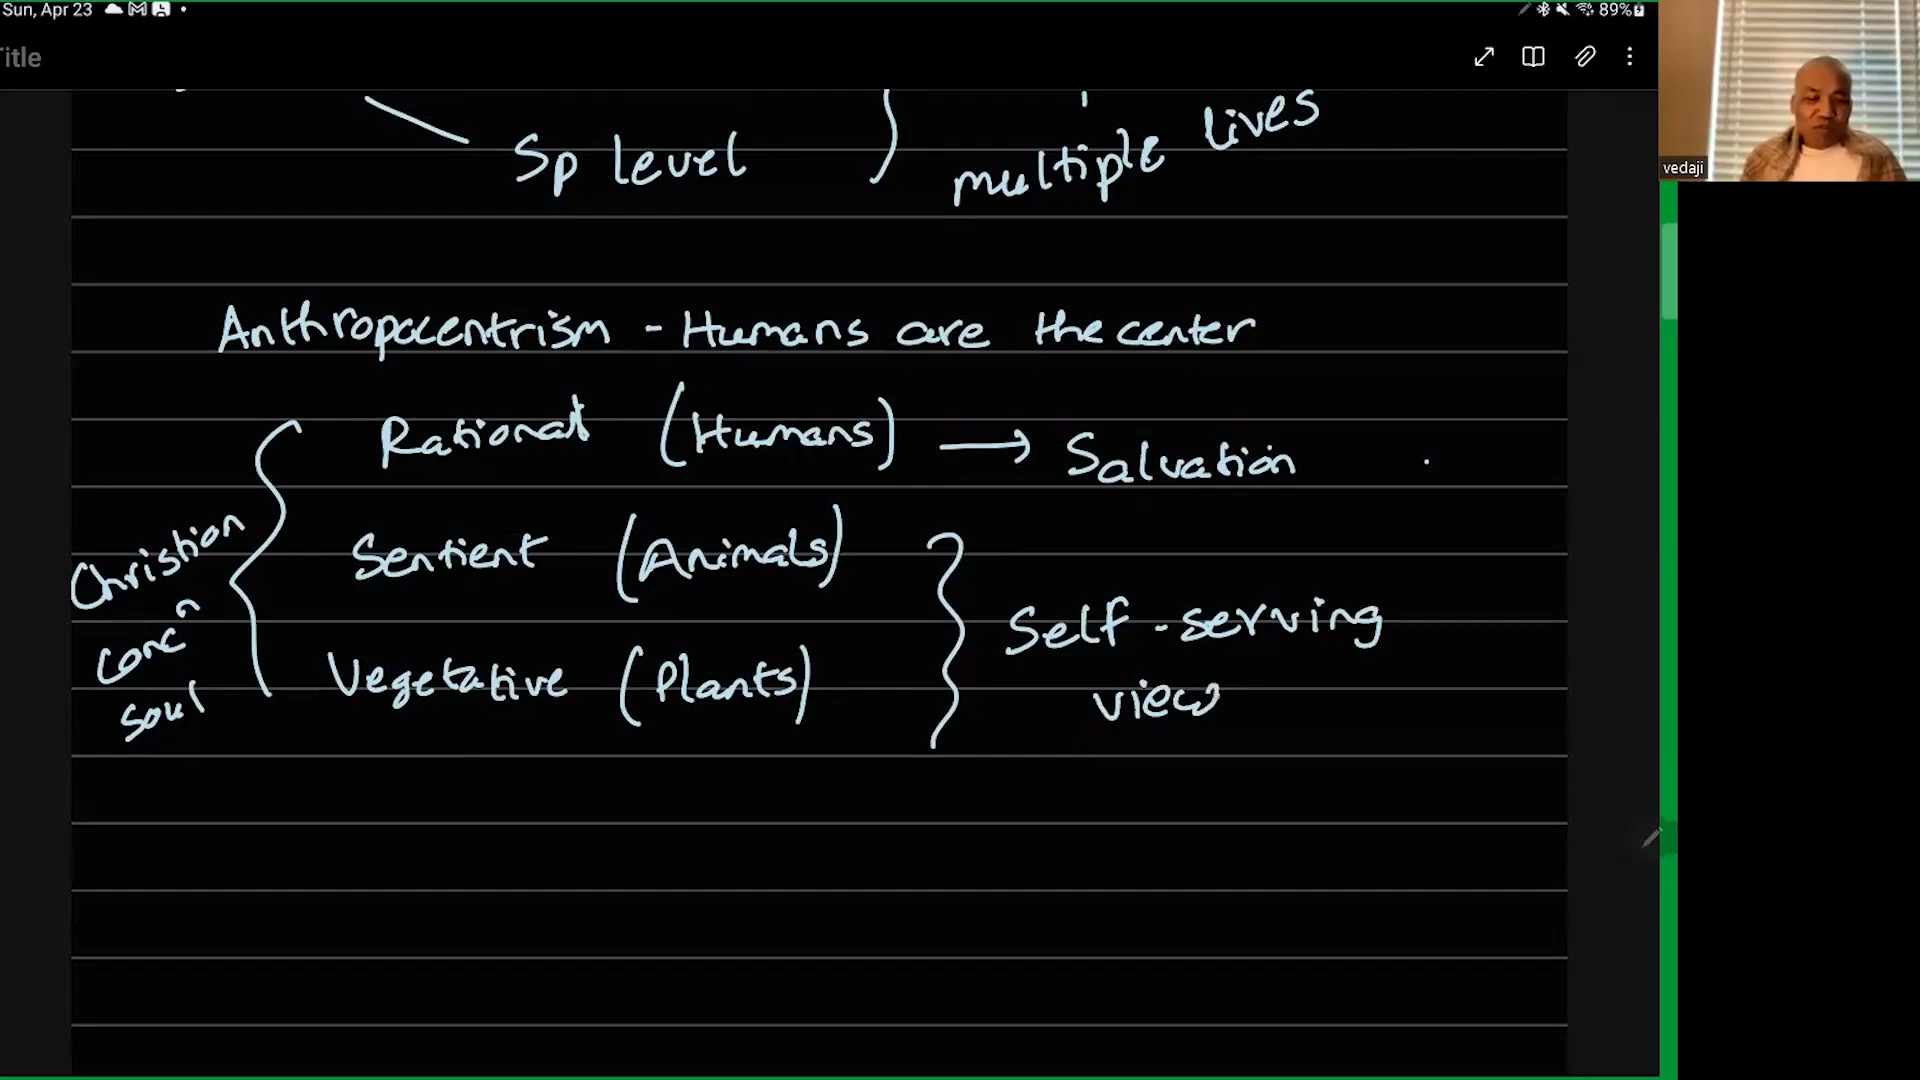 Sun, Apr 23
89%
Title
vedaji
lives
Sp level
multiple
Anthropocentrism - Humans are the center
Rational (Humans) → Salvation
Sentient (Animals)
Christian
concn
soul
Self-serving
view
Vegetative (Plants)